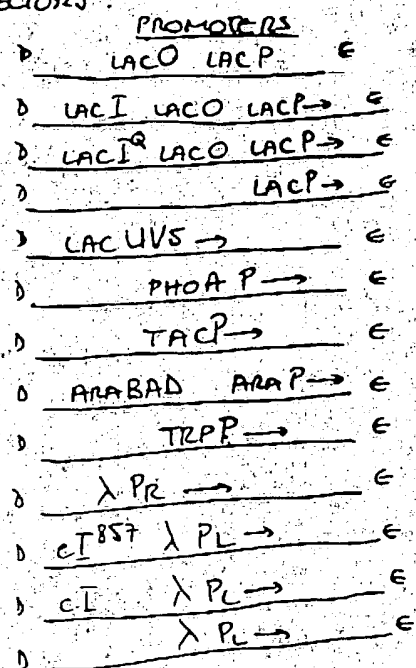 PROMOTERS
D LACO LACP E
D LACI LACO LACP→ E
D LACI^Q LACO LACP→ E
D LACP→ E
D LAC UV5 → E
D PHOA P → E
D TACP→ E
D ARABAD ARA P→ E
D TRPP → E
D λ PR → E
D cI^857 λ PL → E
D cI λ PL → E
D λ PL → E